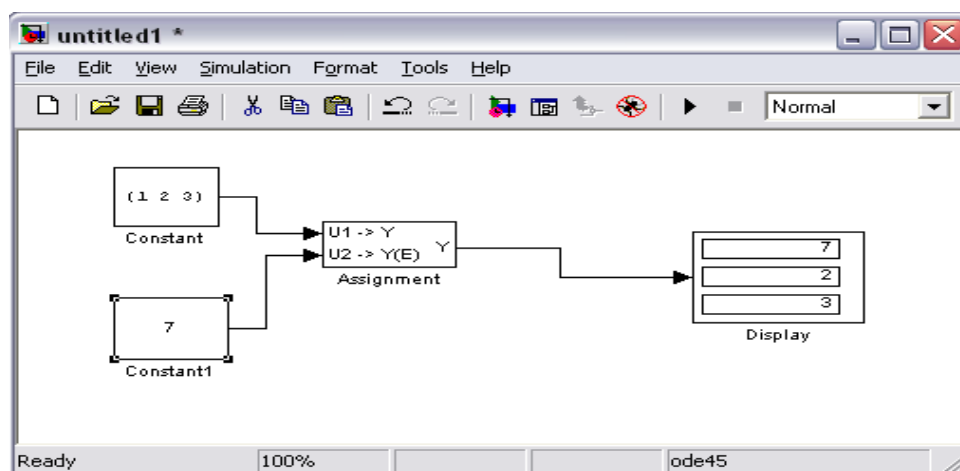 untitled1 *
File Edit View Simulation Format Tools Help
Normal
(1 2 3)
Constant
U1 -> Y
U2 -> Y(E)
Y
Assignment
7
2
3
Display
7
Constant1
Ready 100% ode45